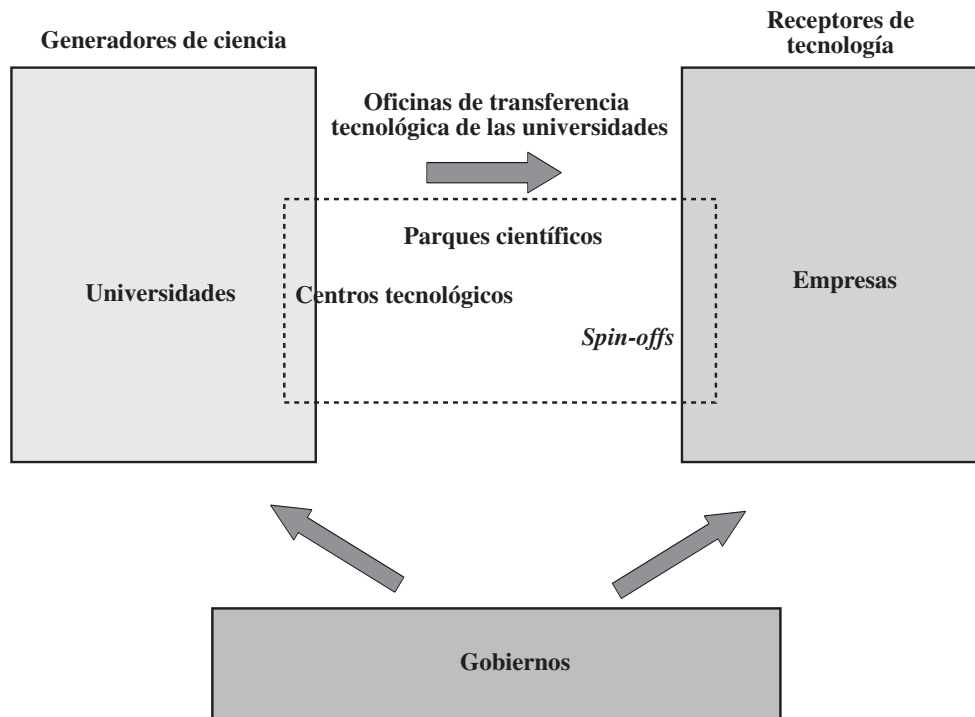 Generadores de ciencia
Receptores de
tecnología
Oficinas de transferencia
tecnológica de las universidades
Parques científicos
Universidades
Centros tecnológicos
Empresas
Spin-offs
Gobiernos